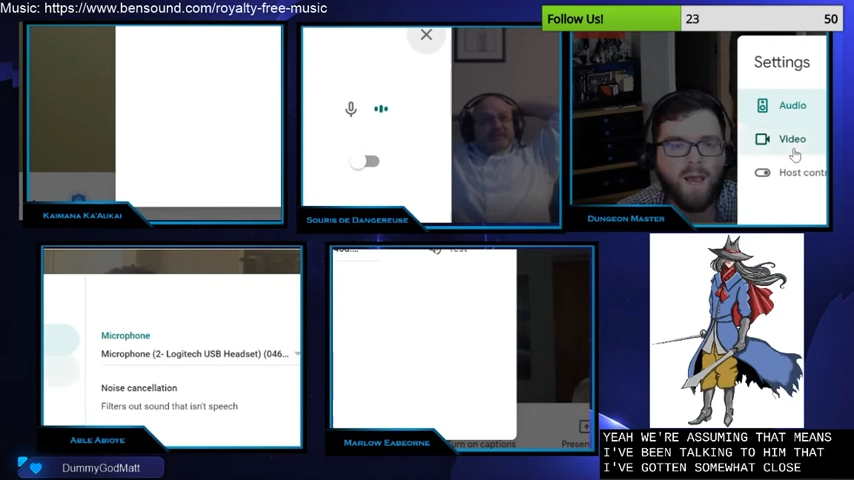 Music: https://www.bensound.com/royalty-free-music
Follow Us! 23 50
Settings
Audio
Video
Host contr
KAIMANA KA'AUKAI
SOURIS DE DANGEREUSE
DUNGEON MASTER
Microphone
Microphone (2- Logitech USB Headset) (046...
Noise cancellation
Filters out sound that isn't speech
Turn on captions
Presen
ABLE ABIOYE
MARLOW EABEORNE
YEAH WE'RE ASSUMING THAT MEANS
I'VE BEEN TALKING TO HIM THAT
I'VE GOTTEN SOMEWHAT CLOSE
DummyGodMatt